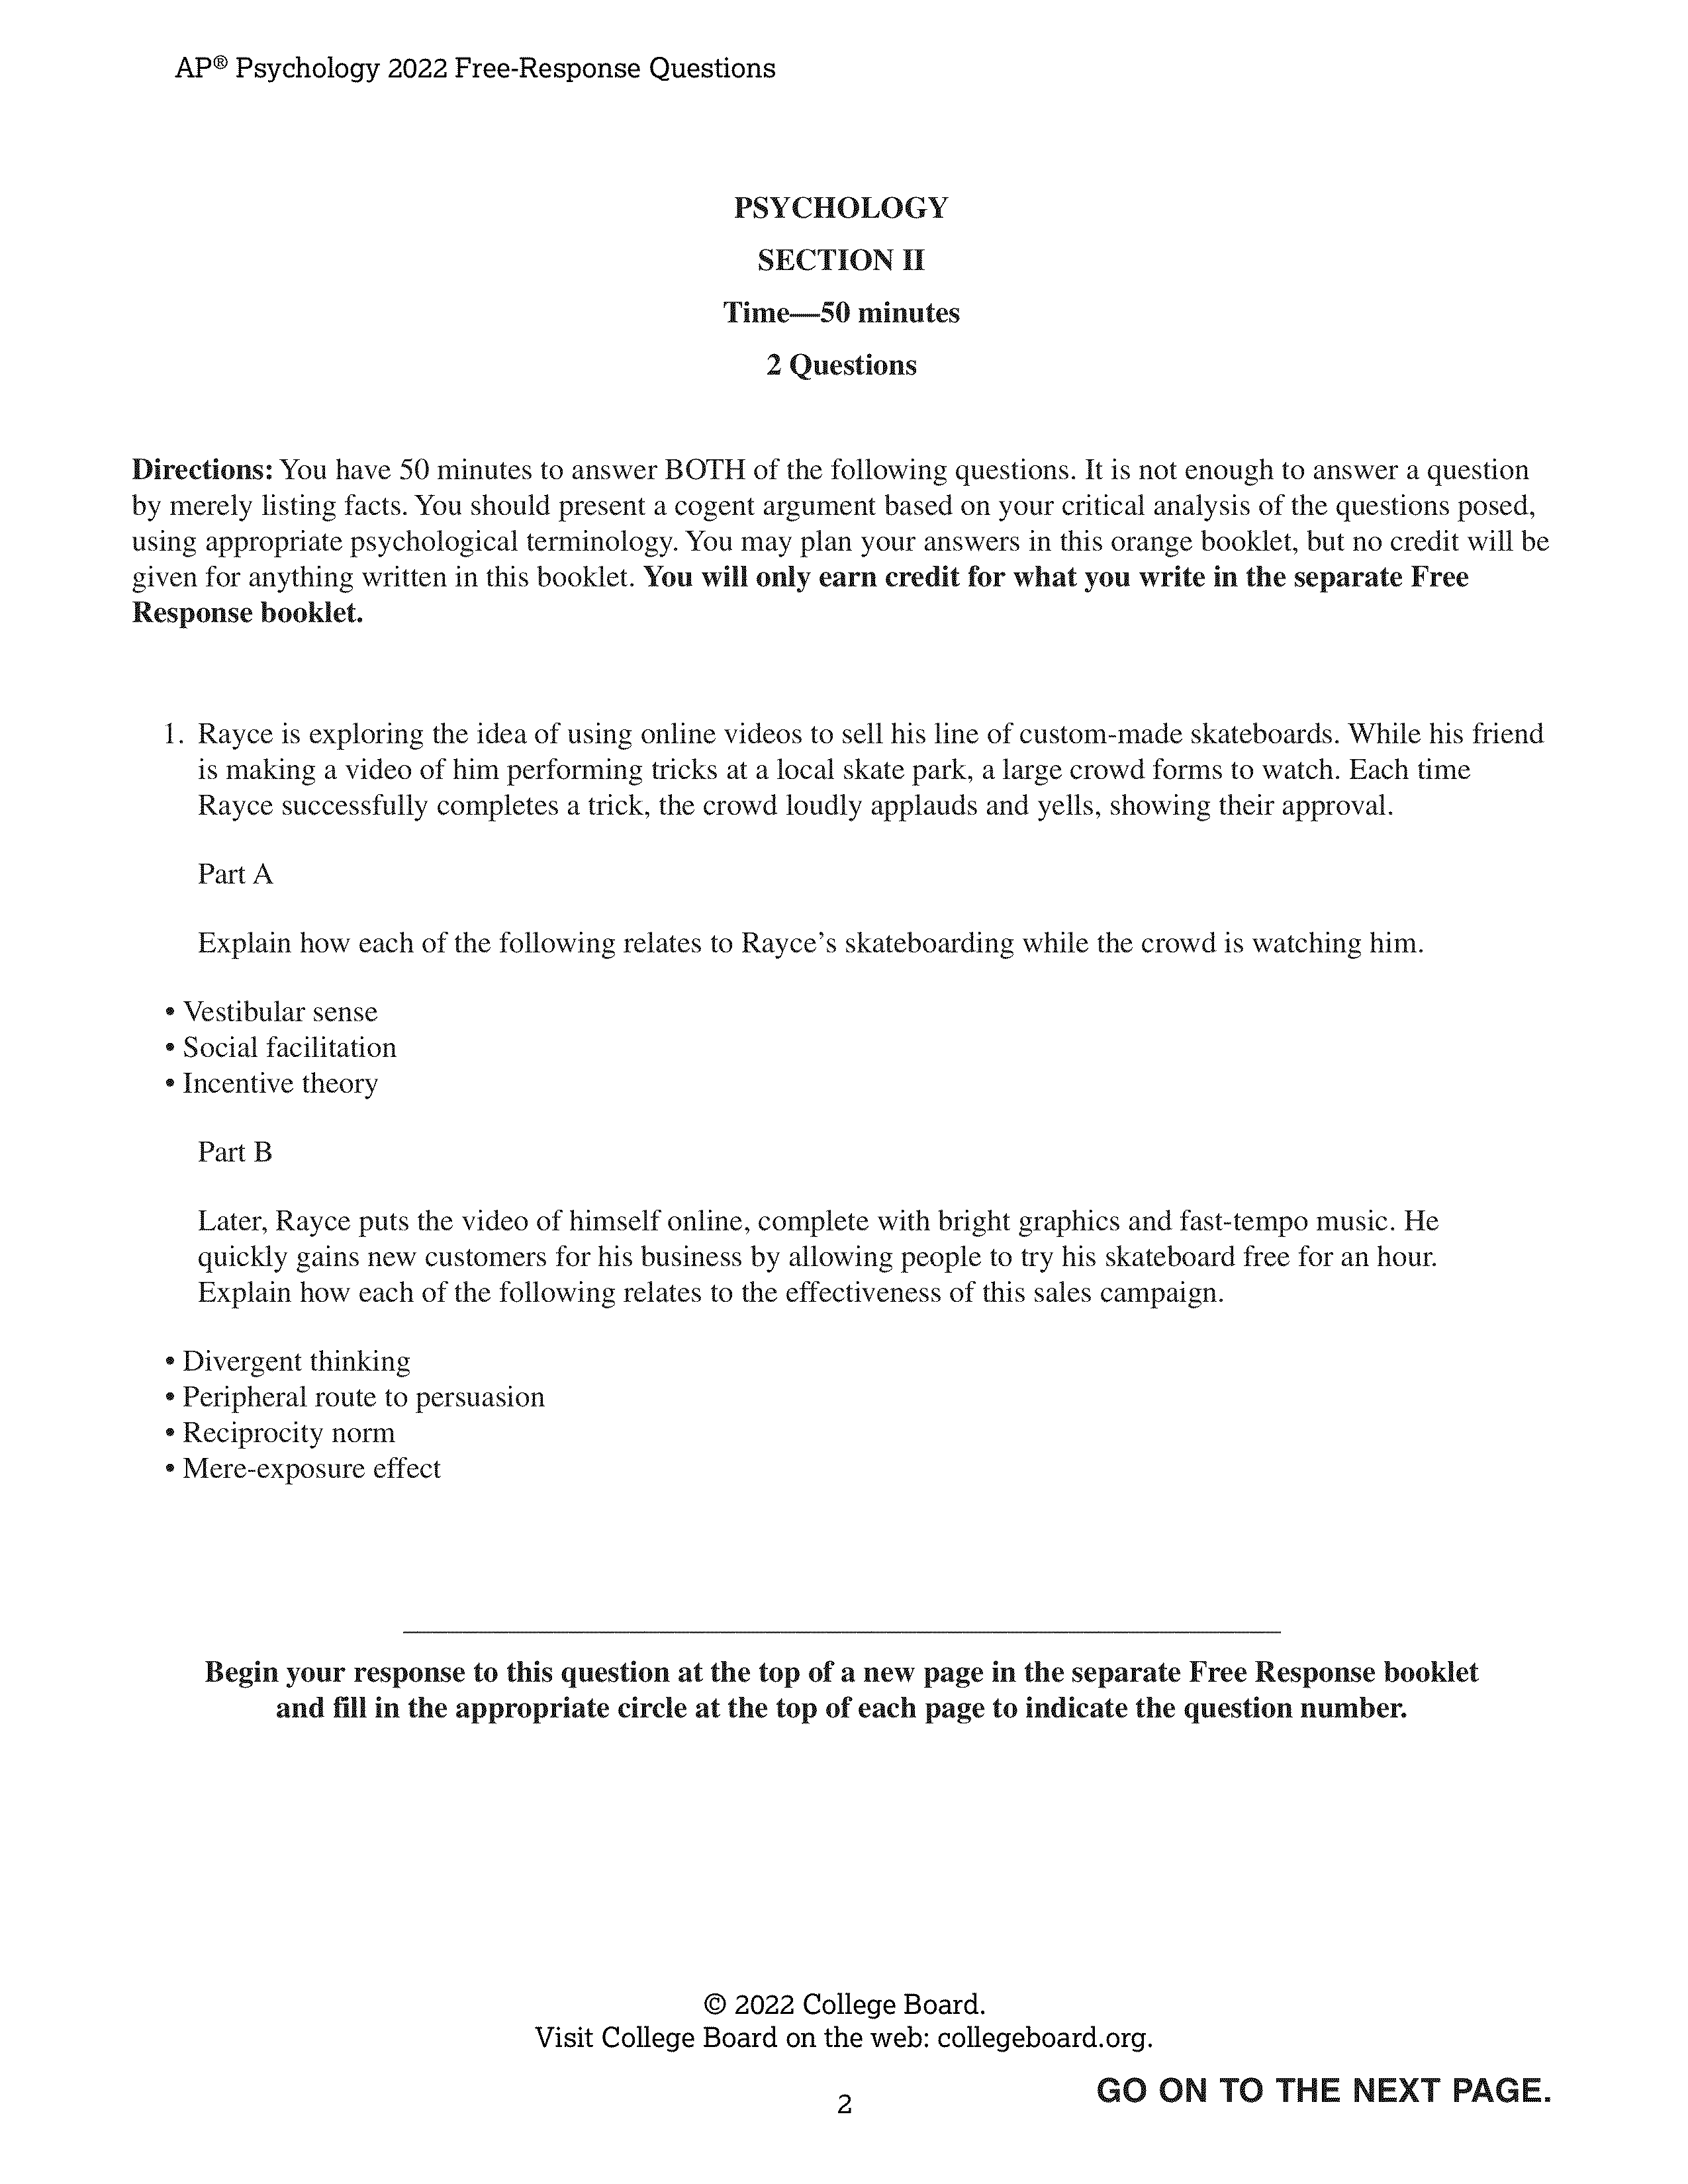 AP® Psychology 2022 Free-Response Questions
PSYCHOLOGY
SECTION II
Time—50 minutes
2 Questions
Directions: You have 50 minutes to answer BOTH of the following questions. It is not enough to answer a question
by merely listing facts. You should present a cogent argument based on your critical analysis of the questions posed,
using appropriate psychological terminology. You may plan your answers in this orange booklet, but no credit will be
given for anything written in this booklet. You will only earn credit for what you write in the separate Free
Response booklet.
1. Rayce is exploring the idea of using online videos to sell his line of custom-made skateboards. While his friend
is making a video of him performing tricks at a local skate park, a large crowd forms to watch. Each time
Rayce successfully completes a trick, the crowd loudly applauds and yells, showing their approval.
Part A
Explain how each of the following relates to Rayce’s skateboarding while the crowd is watching him.
• Vestibular sense
• Social facilitation
• Incentive theory
Part B
Later, Rayce puts the video of himself online, complete with bright graphics and fast-tempo music. He
quickly gains new customers for his business by allowing people to try his skateboard free for an hour.
Explain how each of the following relates to the effectiveness of this sales campaign.
• Divergent thinking
• Peripheral route to persuasion
• Reciprocity norm
• Mere-exposure effect
Begin your response to this question at the top of a new page in the separate Free Response booklet
and fill in the appropriate circle at the top of each page to indicate the question number.
© 2022 College Board.
Visit College Board on the web: collegeboard.org.
GO ON TO THE NEXT PAGE.
2